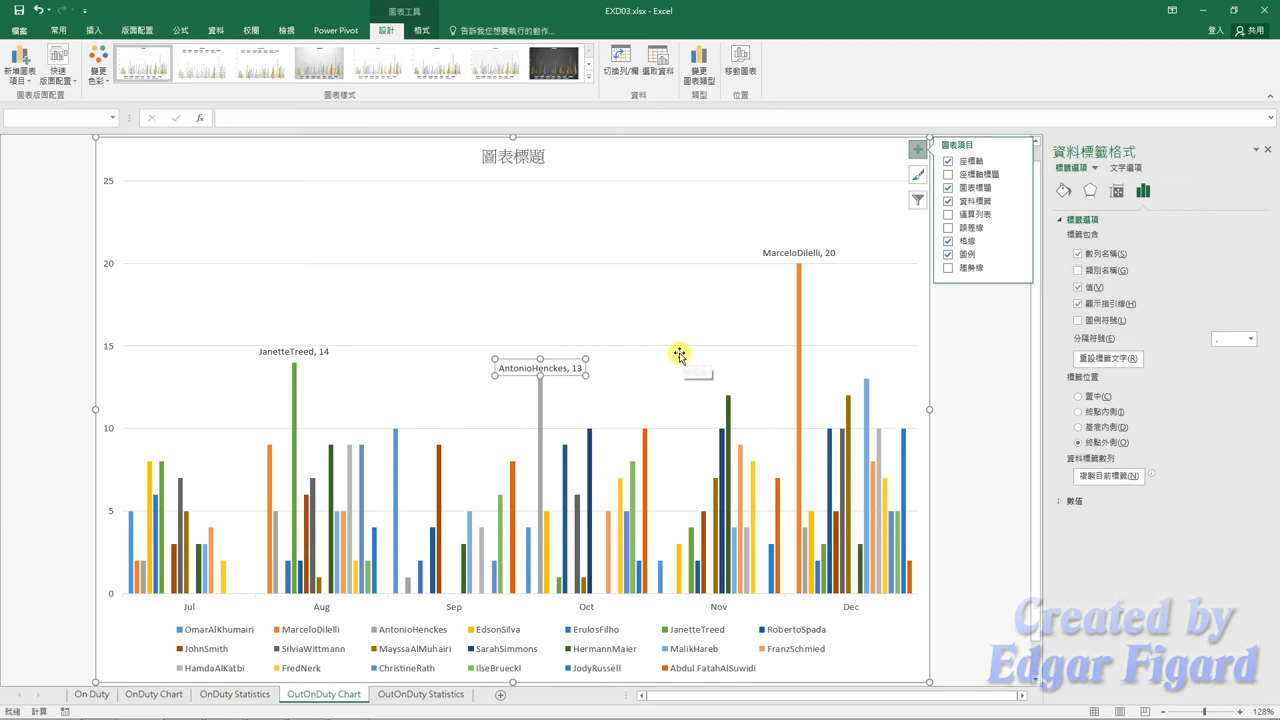 圖表工具
EXD03.xlsx - Excel
檔案
常用
插入
版面配置
公式
資料
校閱
檢視
Power Pivot
設計
格式
告訴我您想要執行的動作...
登入
共用
新增圖表
項目
快速
版面配置
變更
色彩
切換列/欄
選取資料
變更
圖表類型
移動圖表
圖表版面配置
圖表樣式
資料
類型
位置
fx
圖表標題
25
20
15
10
5
0
MarceloDilelli, 20
JanetteTreed, 14
AntonioHenckes, 13
Jul
Aug
Sep
Oct
Nov
Dec
OmarAlKhumairi
MarceloDilelli
AntonioHenckes
EdsonSilva
ErulosFilho
JanetteTreed
RobertoSpada
JohnSmith
SilviaWittmann
MayssaAlMuhairi
SarahSimmons
HermannMaier
MalikHareb
FranzSchmied
HamdaAlKatbi
FredNerk
ChristineRath
IlseBrueckl
JodyRussell
Abdul FatahAlSuwidi
圖表項目
座標軸
座標軸標題
圖表標題
資料標籤
運算列表
誤差線
格線
圖例
趨勢線
資料標籤格式
標籤選項
文字選項
標籤選項
標籤包含
數列名稱(S)
類別名稱(G)
值(V)
顯示指引線(H)
圖例符號(L)
分隔符號(E)
,
重設標籤文字(R)
標籤位置
置中(C)
終點內側(I)
基底內側(D)
終點外側(O)
資料標籤數列
複製目前標籤(N)
數值
Created by
Edgar Figard
On Duty
OnDuty Chart
OnDuty Statistics
OutOnDuty Chart
OutOnDuty Statistics
就緒
計算
128%